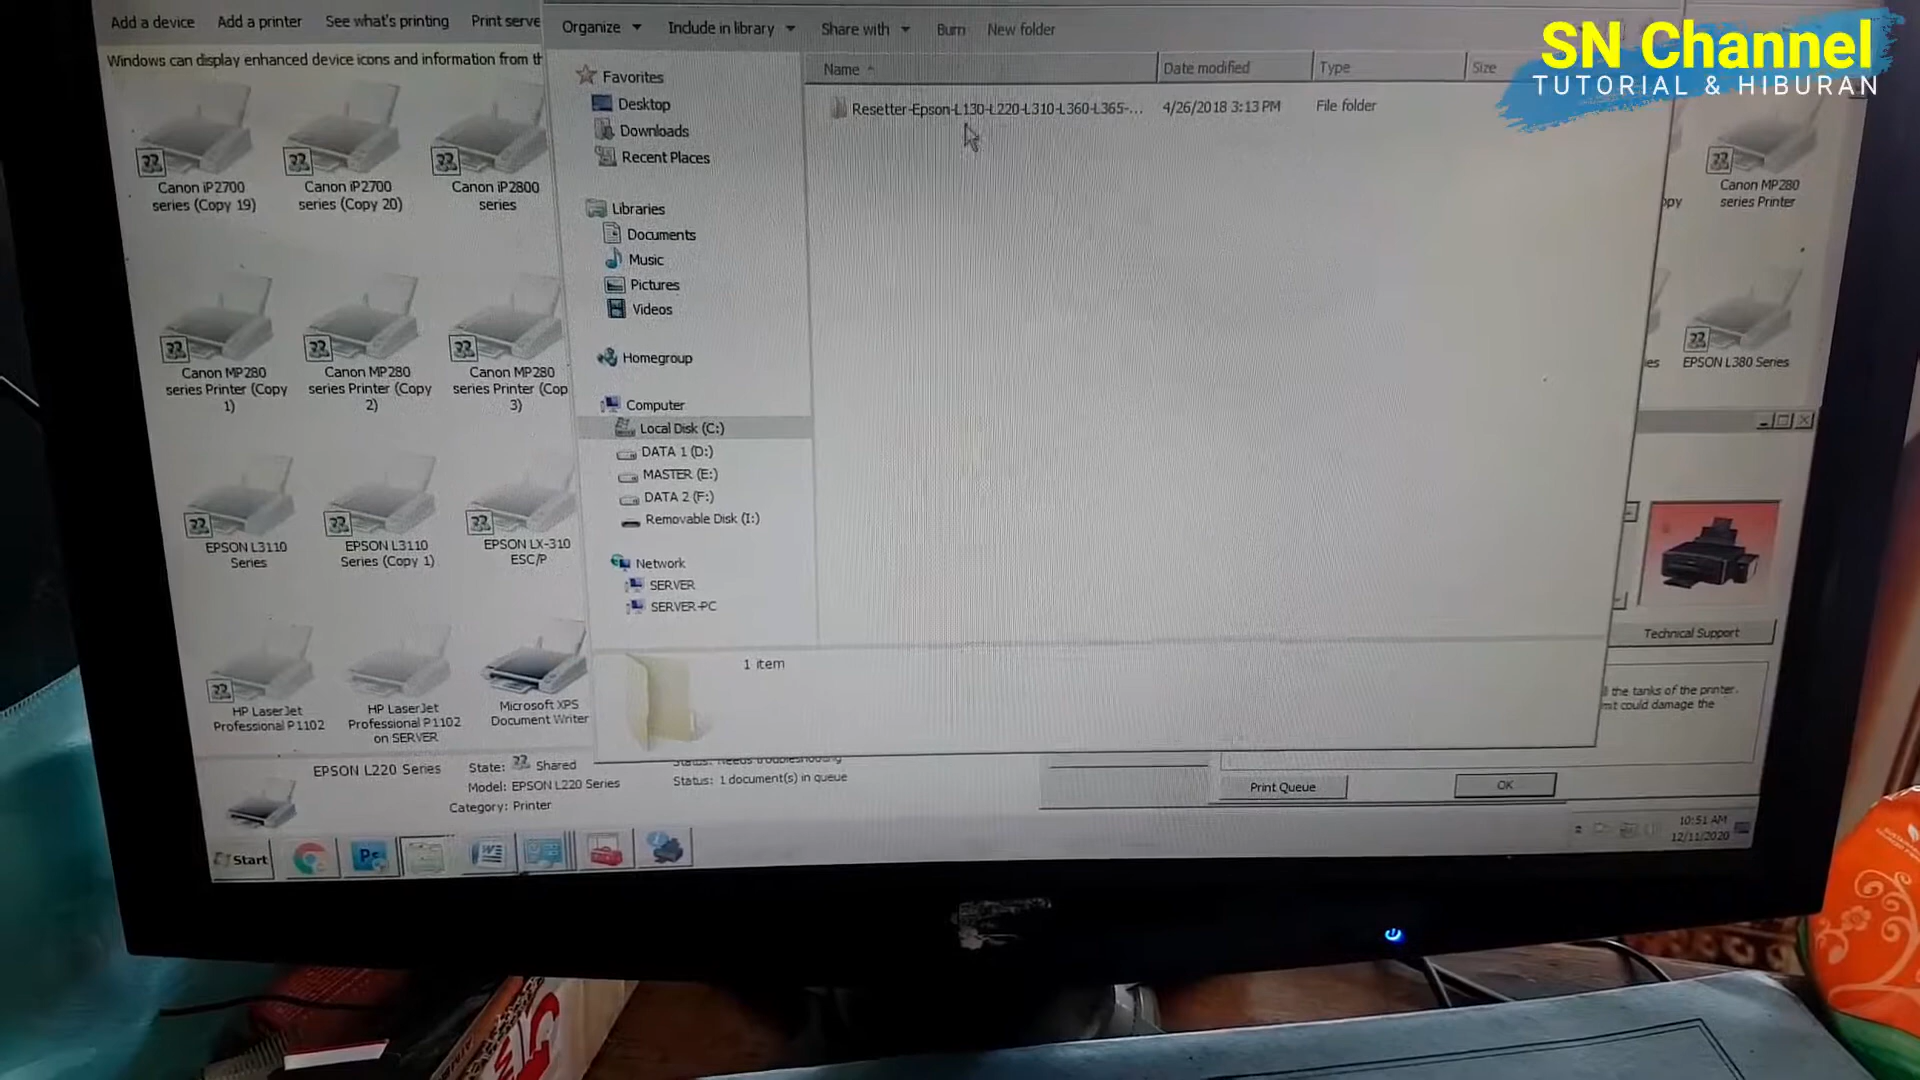 Add a device
Add a printer
See what's printing
Print serve
Windows can display enhanced device icons and information from th
Canon iP2700
series (Copy 19)
Canon iP2700
series (Copy 20)
Canon iP2800
series
Canon MP280
series Printer (Copy
1)
Canon MP280
series Printer (Copy
2)
Canon MP280
series Printer (Cop
3)
EPSON L3110
Series
EPSON L3110
Series (Copy 1)
EPSON LX-310
ESC/P
HP LaserJet
Professional P1102
HP LaserJet
Professional P1102
on SERVER
Microsoft XPS
Document Writer
Organize
Include in library
Share with
Burn
New folder
Favorites
Desktop
Downloads
Recent Places
Libraries
Documents
Music
Pictures
Videos
Homegroup
Computer
Local Disk (C:)
DATA 1 (D:)
MASTER (E:)
DATA 2 (F:)
Removable Disk (I:)
Network
SERVER
SERVER-PC
Name
Date modified
Type
Size
Resetter-Epson-L130-L220-L310-L360-L365-...
4/26/2018 3:13 PM
File folder
1 item
SN Channel
TUTORIAL & HIBURAN
opy
Canon MP280
series Printer
es
EPSON L380 Series
Technical Support
l the tanks of the printer.
mit could damage the
EPSON L220 Series
State: Shared
Model: EPSON L220 Series
Category: Printer
Status: Needs troubleshooting
Status: 1 document(s) in queue
Print Queue
OK
Start
Ps
W
10:51 AM
12/11/2020